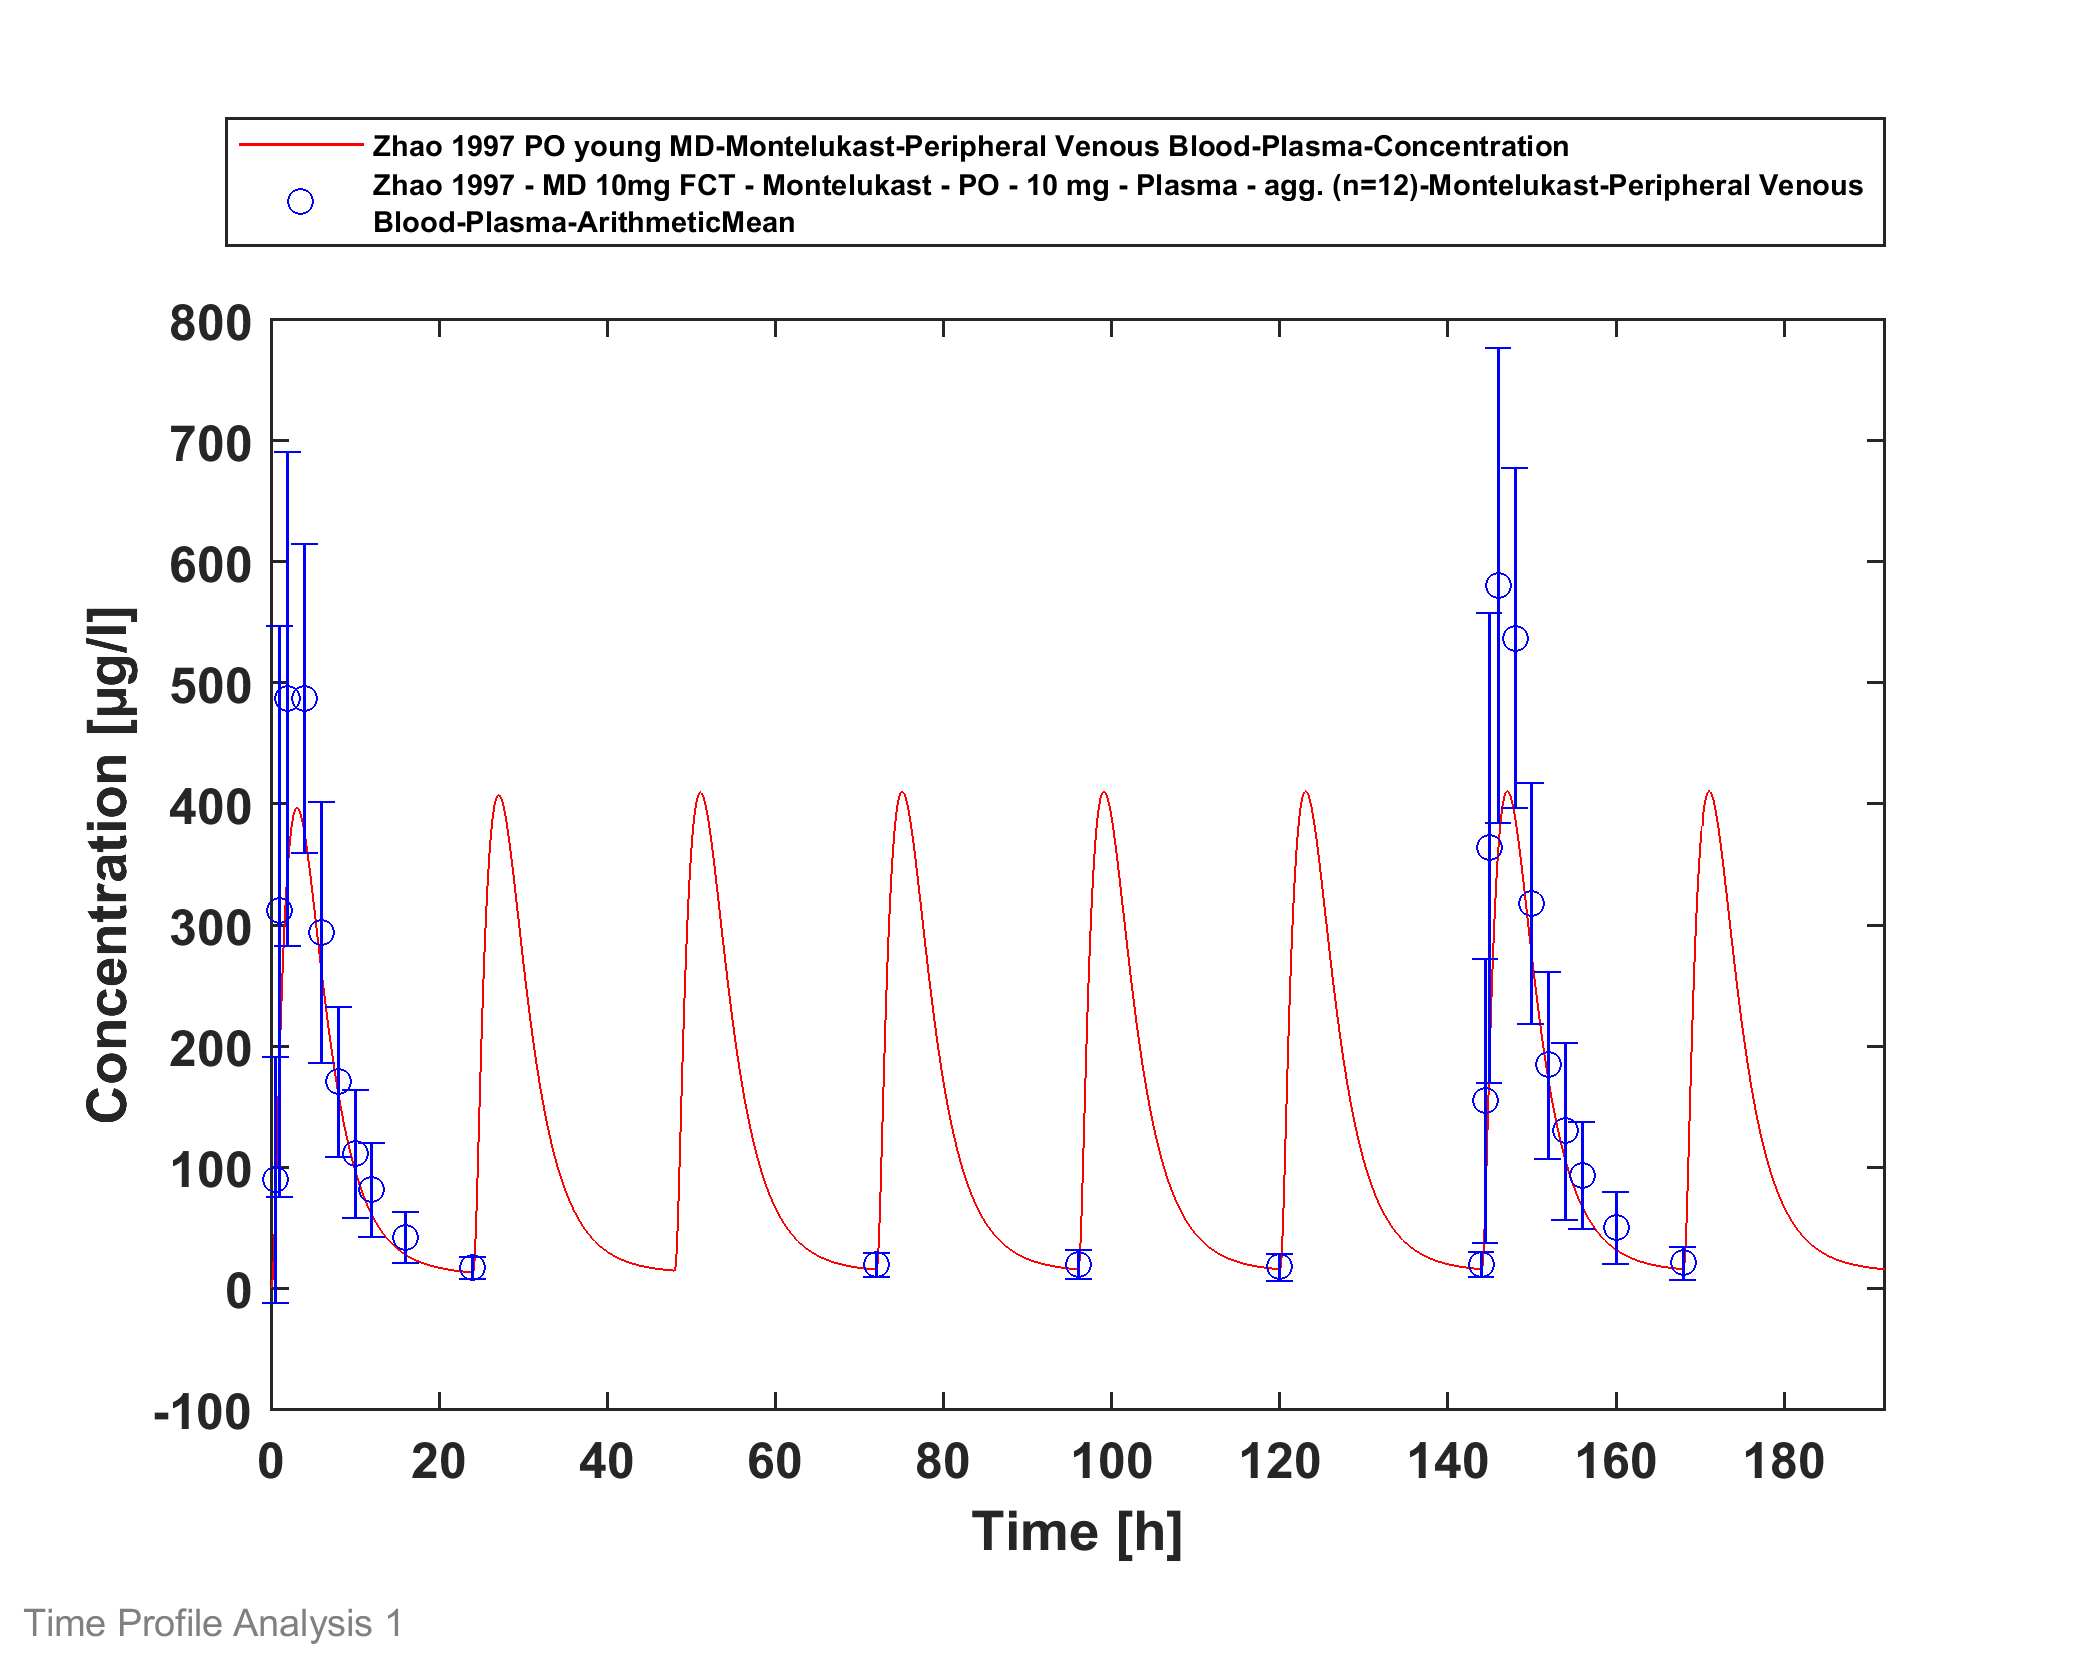 Zhao 1997 PO young MD-Montelukast-Peripheral Venous Blood-Plasma-Concentration
Zhao 1997 - MD 10mg FCT - Montelukast - PO - 10 mg - Plasma - agg. (n=12)-Montelukast-Peripheral Venous
Blood-Plasma-ArithmeticMean
800
700
600
500
400
300
200
100
0
-100
Concentration [µg/l]
0 20 40 60 80 100 120 140 160 180
Time [h]
Time Profile Analysis 1